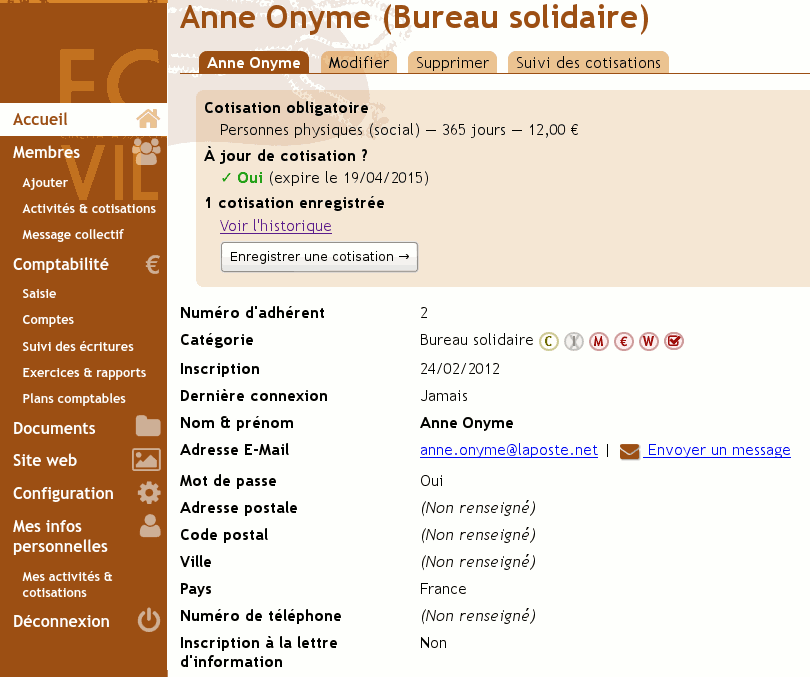 Anne Onyme (Bureau solidaire)
Anne Onyme
Modifier
Supprimer
Suivi des cotisations
EC
VIL
Accueil
Membres
Ajouter
Activités & cotisations
Message collectif
Comptabilité €
Saisie
Comptes
Suivi des écritures
Exercices & rapports
Plans comptables
Documents
Site web
Configuration
Mes infos
personnelles
Mes activités &
cotisations
Déconnexion
Cotisation obligatoire
Personnes physiques (social) — 365 jours — 12,00 €
À jour de cotisation ?
✓ Oui (expire le 19/04/2015)
1 cotisation enregistrée
Voir l'historique
Enregistrer une cotisation →
Numéro d'adhérent 2
Catégorie Bureau solidaire C I M € W
Inscription 24/02/2012
Dernière connexion Jamais
Nom & prénom Anne Onyme
Adresse E-Mail anne.onyme@laposte.net | Envoyer un message
Mot de passe Oui
Adresse postale (Non renseigné)
Code postal (Non renseigné)
Ville (Non renseigné)
Pays France
Numéro de téléphone (Non renseigné)
Inscription à la lettre
d'information Non